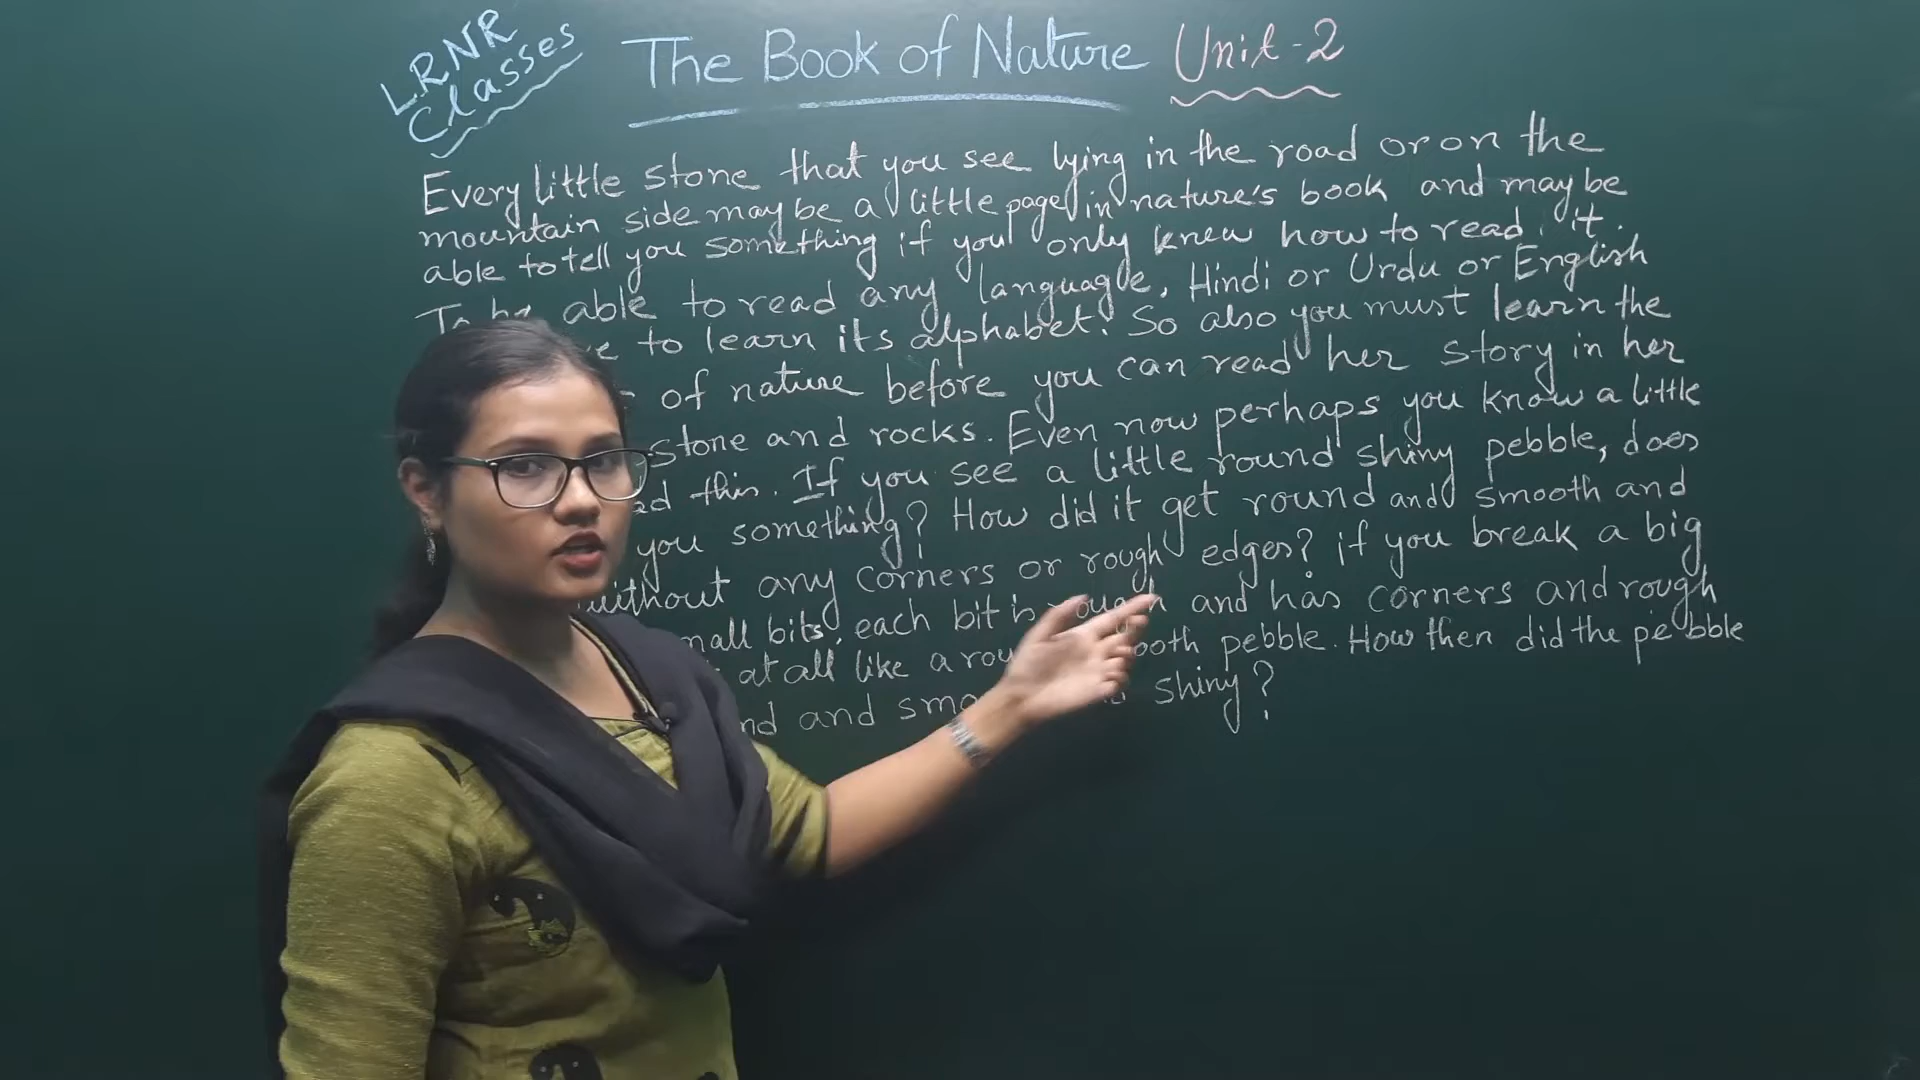 L.R.N.R
Classes
The Book of Nature Unit-2
Every little stone that you see lying in the road or on the
mountain side may be a little page in nature's book and may be
able to tell you something if you only knew how to read it.
To be able to read any language, Hindi or Urdu or English
to learn its alphabet. So also you must learn the
of nature before you can read her story in her
stone and rocks. Even now perhaps you know a little
this. If you see a little round shiny pebble, does
you something? How did it get round and smooth and
without any corners or rough edges? if you break a big
bits, each bit is rough and has corners and rough
at all like a pebble. How then did the pebble
and shiny?